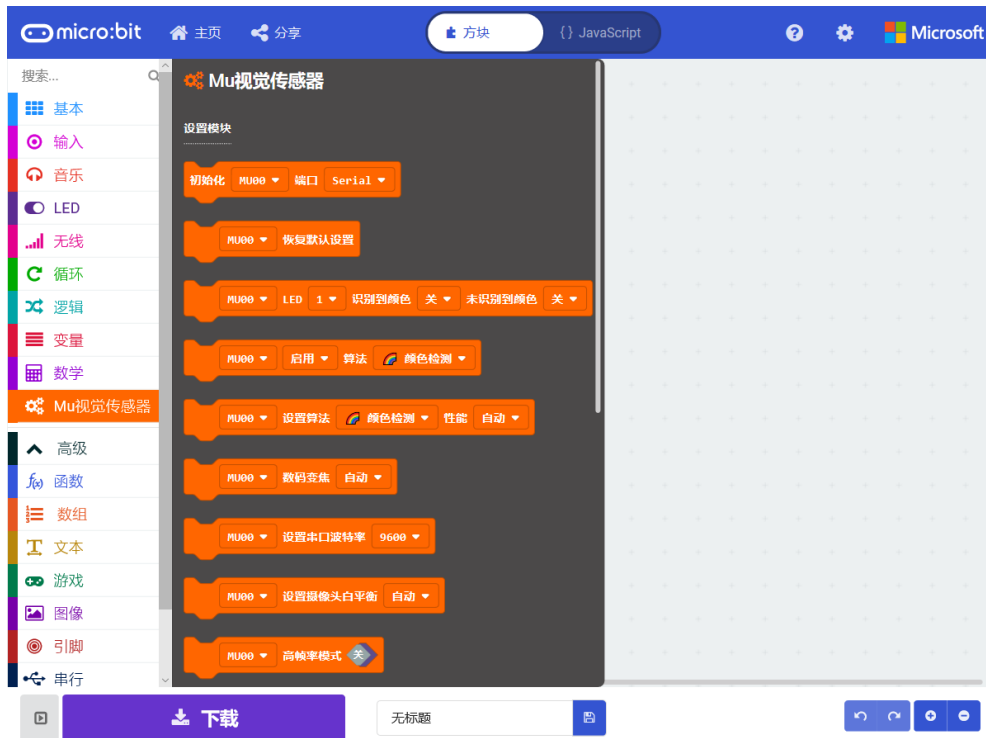 micro:bit 主页 分享 方块 {} JavaScript ? Microsoft
搜索...
基本
输入
音乐
LED
无线
循环
逻辑
变量
数学
Mu视觉传感器
高级
f(x) 函数
数组
T 文本
游戏
图像
引脚
串行
Mu视觉传感器
设置模块
初始化 MU00 端口 Serial
MU00 恢复默认设置
MU00 LED 1 识别到颜色 关 未识别到颜色 关
MU00 启用 算法 颜色检测
MU00 设置算法 颜色检测 性能 自动
MU00 数码变焦 自动
MU00 设置串口波特率 9600
MU00 设置摄像头白平衡 自动
MU00 高帧率模式 关
下载 无标题